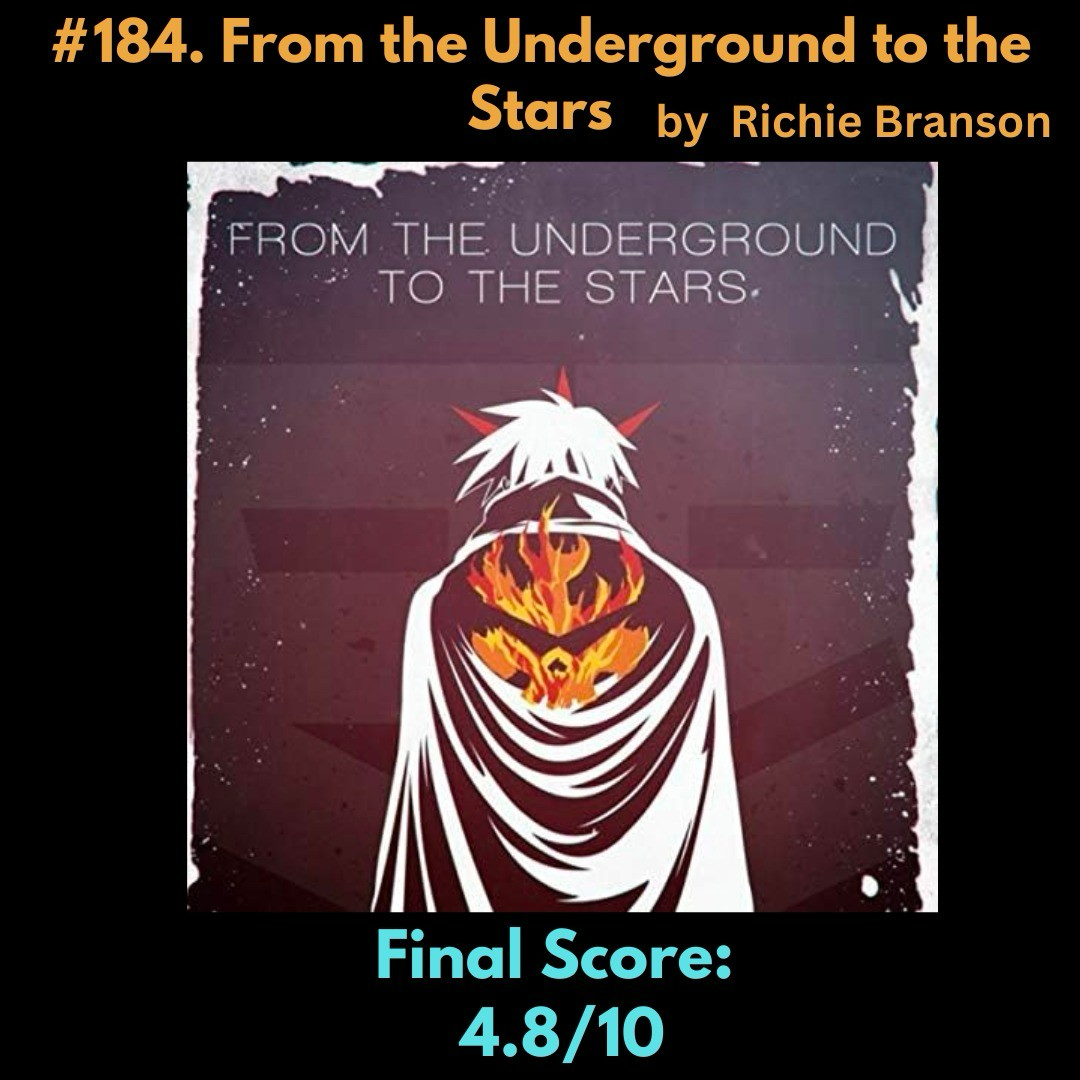 #184. From the Underground to the
Stars by Richie Branson
FROM THE UNDERGROUND
TO THE STARS
Final Score:
4.8/10